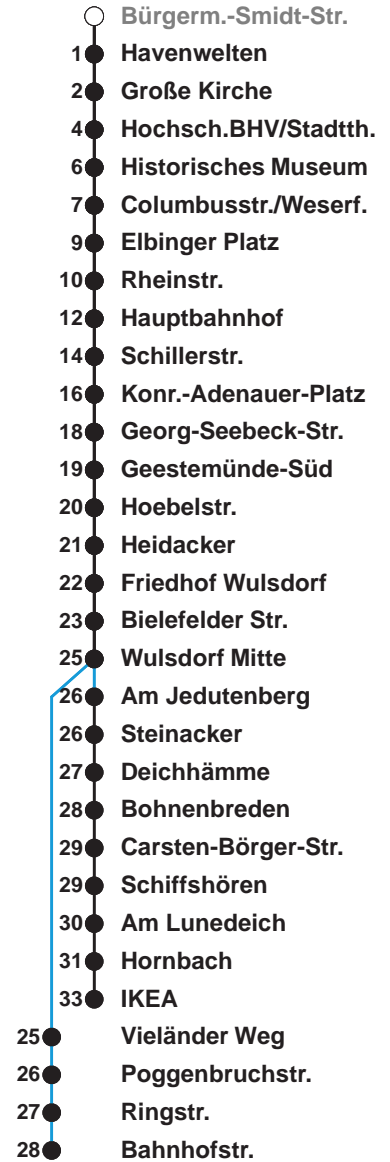 Bürgerm.-Smidt-Str.
1 Havenwelten
2 Große Kirche
4 Hochsch.BHV/Stadtth.
6 Historisches Museum
7 Columbusstr./Weserf.
9 Elbinger Platz
10 Rheinstr.
12 Hauptbahnhof
14 Schillerstr.
16 Konr.-Adenauer-Platz
18 Georg-Seebeck-Str.
19 Geestemünde-Süd
20 Hoebelstr.
21 Heidacker
22 Friedhof Wulsdorf
23 Bielefelder Str.
25 Wulsdorf Mitte
26 Am Jedutenberg
26 Steinacker
27 Deichhämme
28 Bohnenbreden
29 Carsten-Börger-Str.
29 Schiffshören
30 Am Lunedeich
31 Hornbach
33 IKEA
25 Vieländer Weg
26 Poggenbruchstr.
27 Ringstr.
28 Bahnhofstr.